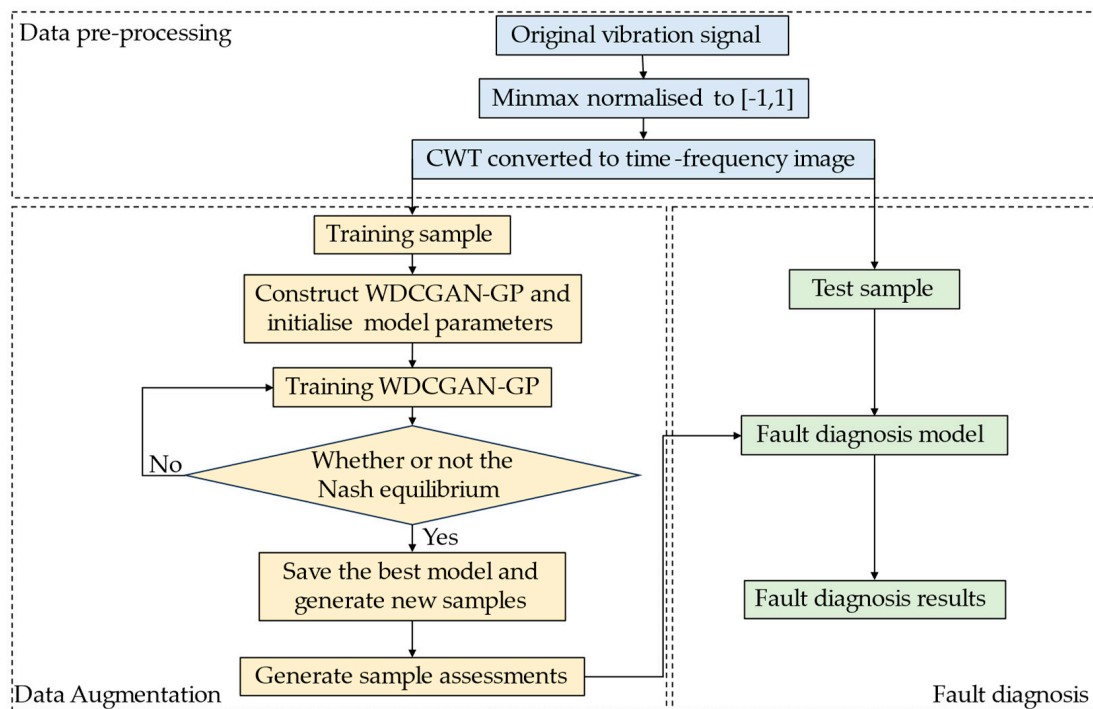 Data pre-processing
Original vibration signal
Minmax normalised to [-1,1]
CWT converted to time-frequency image
Training sample
Construct WDCGAN-GP and
initialise model parameters
Training WDCGAN-GP
No
Whether or not the
Nash equilibrium
Yes
Save the best model and
generate new samples
Generate sample assessments
Data Augmentation
Test sample
Fault diagnosis model
Fault diagnosis results
Fault diagnosis